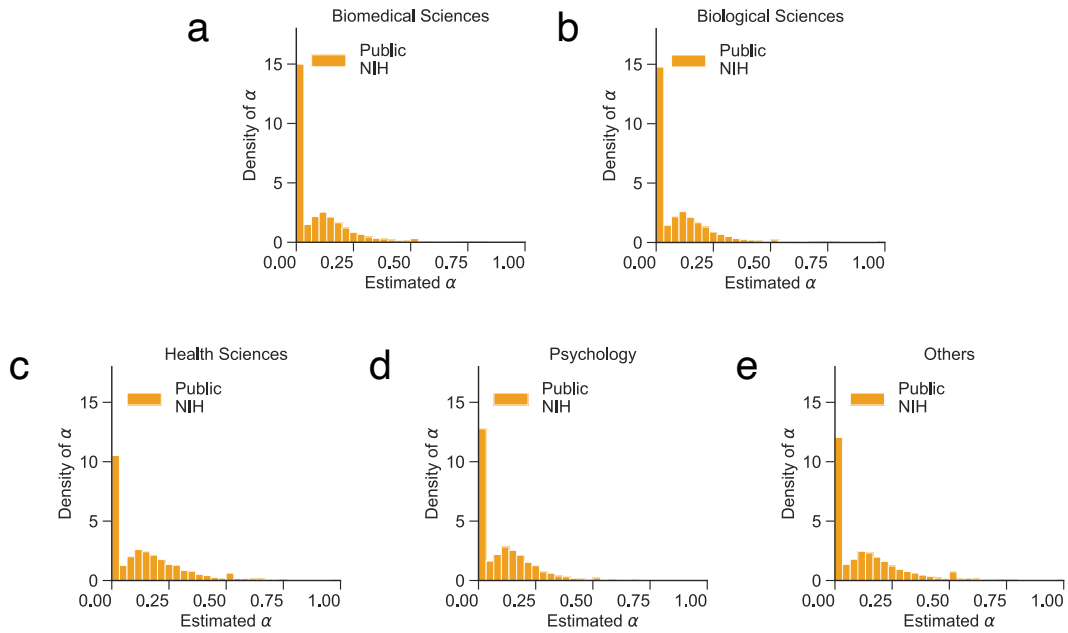 a
Biomedical Sciences
Public
NIH
15
10
5
0
Density of α
0.00 0.25 0.50 0.75 1.00
Estimated α
b
Biological Sciences
Public
NIH
15
10
5
0
Density of α
0.00 0.25 0.50 0.75 1.00
Estimated α
c
Health Sciences
Public
NIH
15
10
5
0
Density of α
0.00 0.25 0.50 0.75 1.00
Estimated α
d
Psychology
Public
NIH
15
10
5
0
Density of α
0.00 0.25 0.50 0.75 1.00
Estimated α
e
Others
Public
NIH
15
10
5
0
Density of α
0.00 0.25 0.50 0.75 1.00
Estimated α